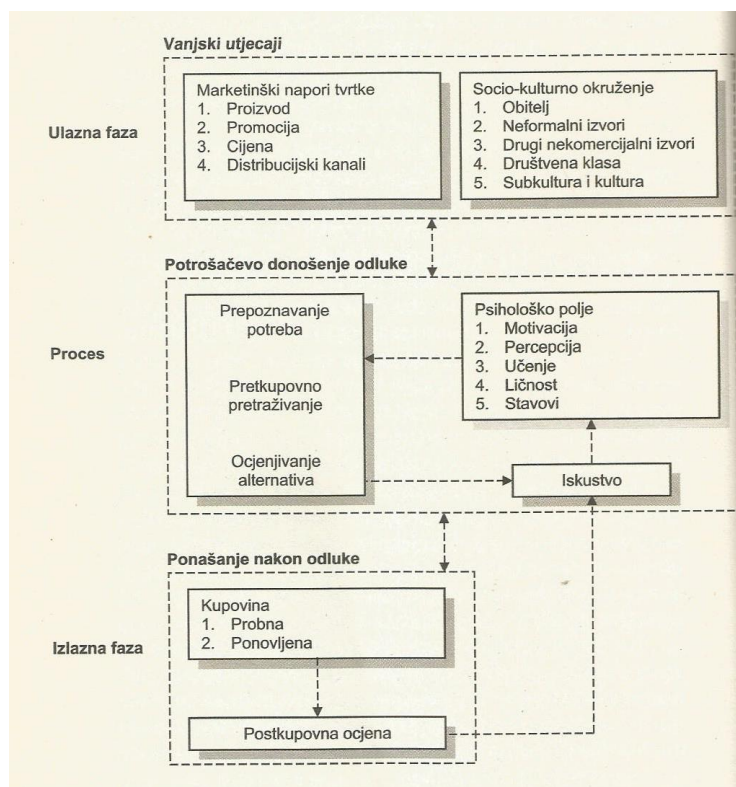 Vanjski utjecaji
Ulazna faza
Marketinški napori tvrtke
1. Proizvod
2. Promocija
3. Cijena
4. Distribucijski kanali
Socio-kulturno okruženje
1. Obitelj
2. Neformalni izvori
3. Drugi nekomercijalni izvori
4. Društvena klasa
5. Subkultura i kultura
Potrošačevo donošenje odluke
Proces
Prepoznavanje
potreba
Pretkupovno
pretraživanje
Ocjenjivanje
alternativa
Psihološko polje
1. Motivacija
2. Percepcija
3. Učenje
4. Ličnost
5. Stavovi
Iskustvo
Ponašanje nakon odluke
Izlazna faza
Kupovina
1. Probna
2. Ponovljena
Postkupovna ocjena